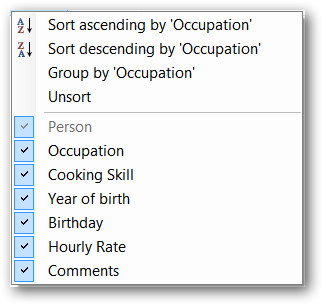 Sort ascending by 'Occupation'
Sort descending by 'Occupation'
Group by 'Occupation'
Unsort
Person
Occupation
Cooking Skill
Year of birth
Birthday
Hourly Rate
Comments